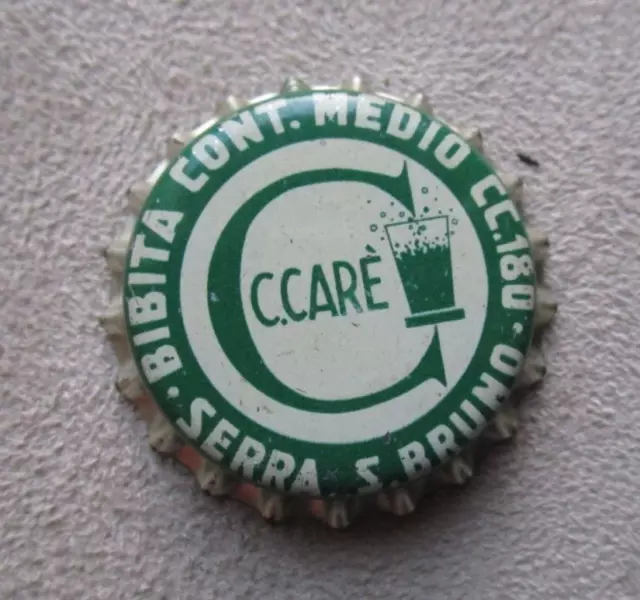 BIBITA CONT. MEDIO CC.180
C.CARÈ
SERRA S. BRUNO